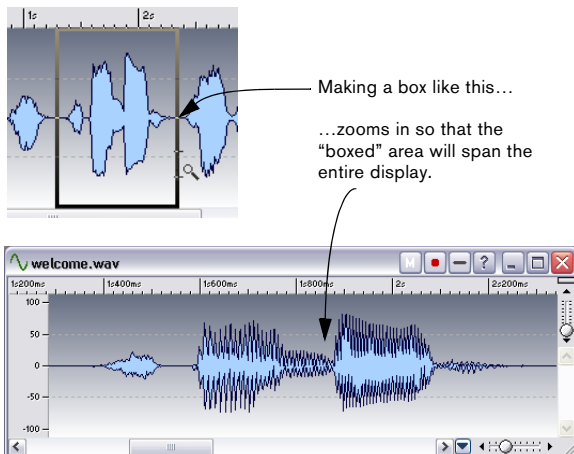 1s 2s
Making a box like this…
…zooms in so that the
“boxed” area will span the
entire display.
welcome.wav M ?
1s200ms 1s400ms 1s600ms 1s800ms 2s 2s200ms
100
50
0
-50
-100